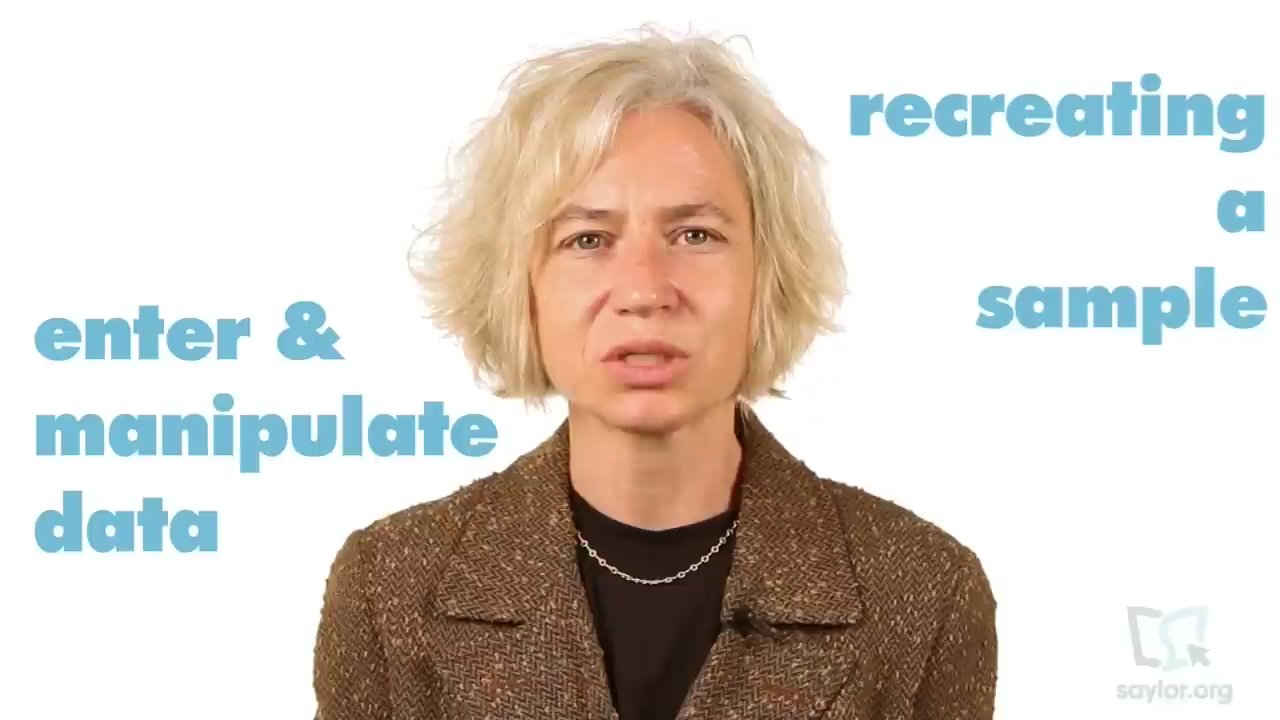 enter &
manipulate
data
recreating
a
sample
saylor.org